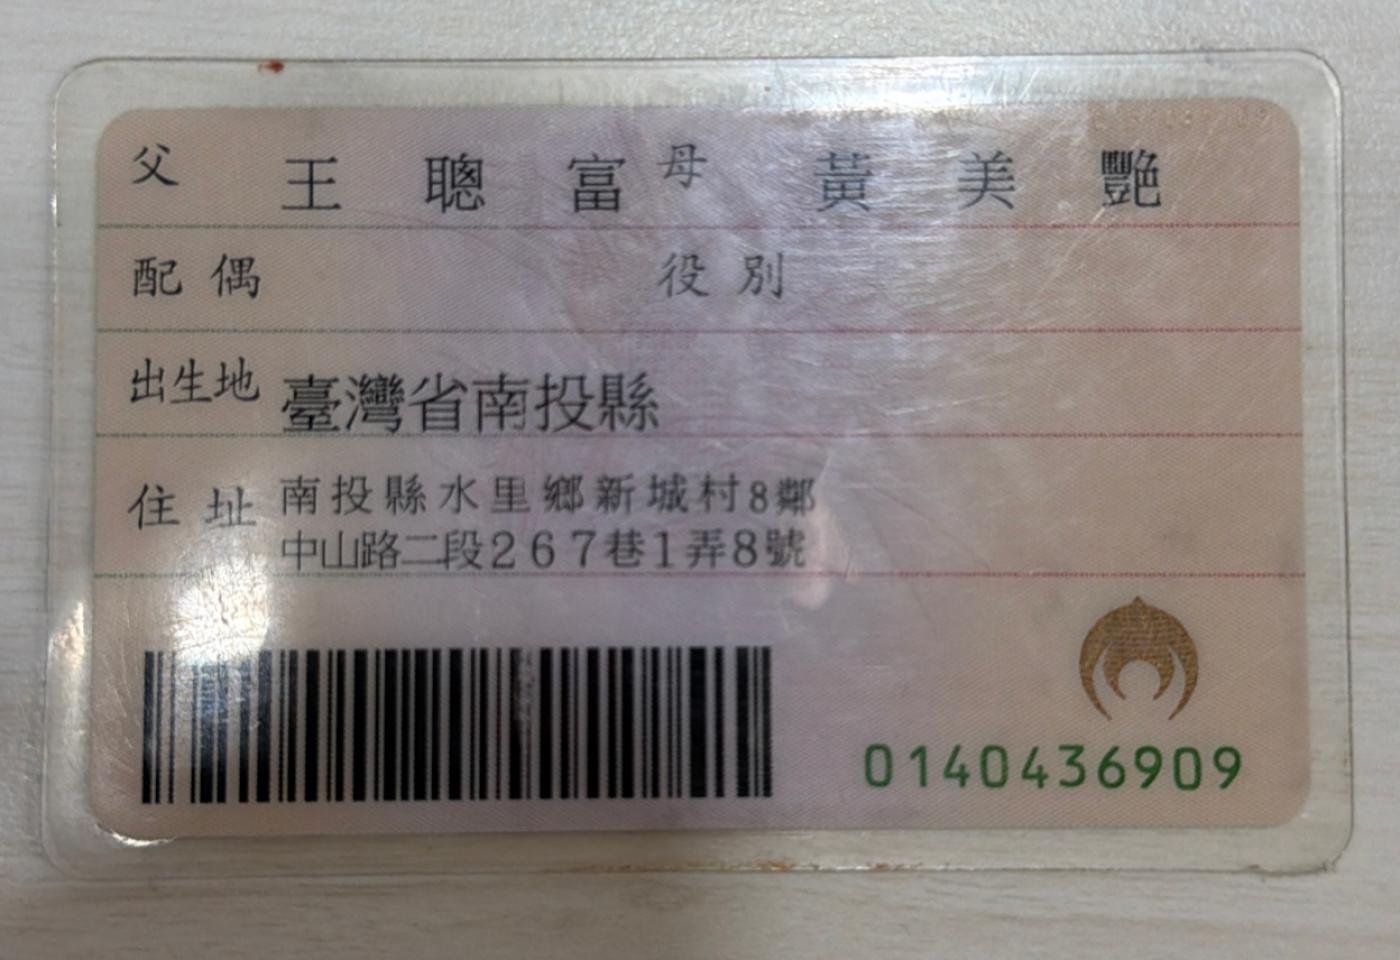 父 王聰富 母 黃美艷
配偶 役別
出生地 臺灣省南投縣
住址 南投縣水里鄉新城村8鄰
中山路二段267巷1弄8號
0140436909